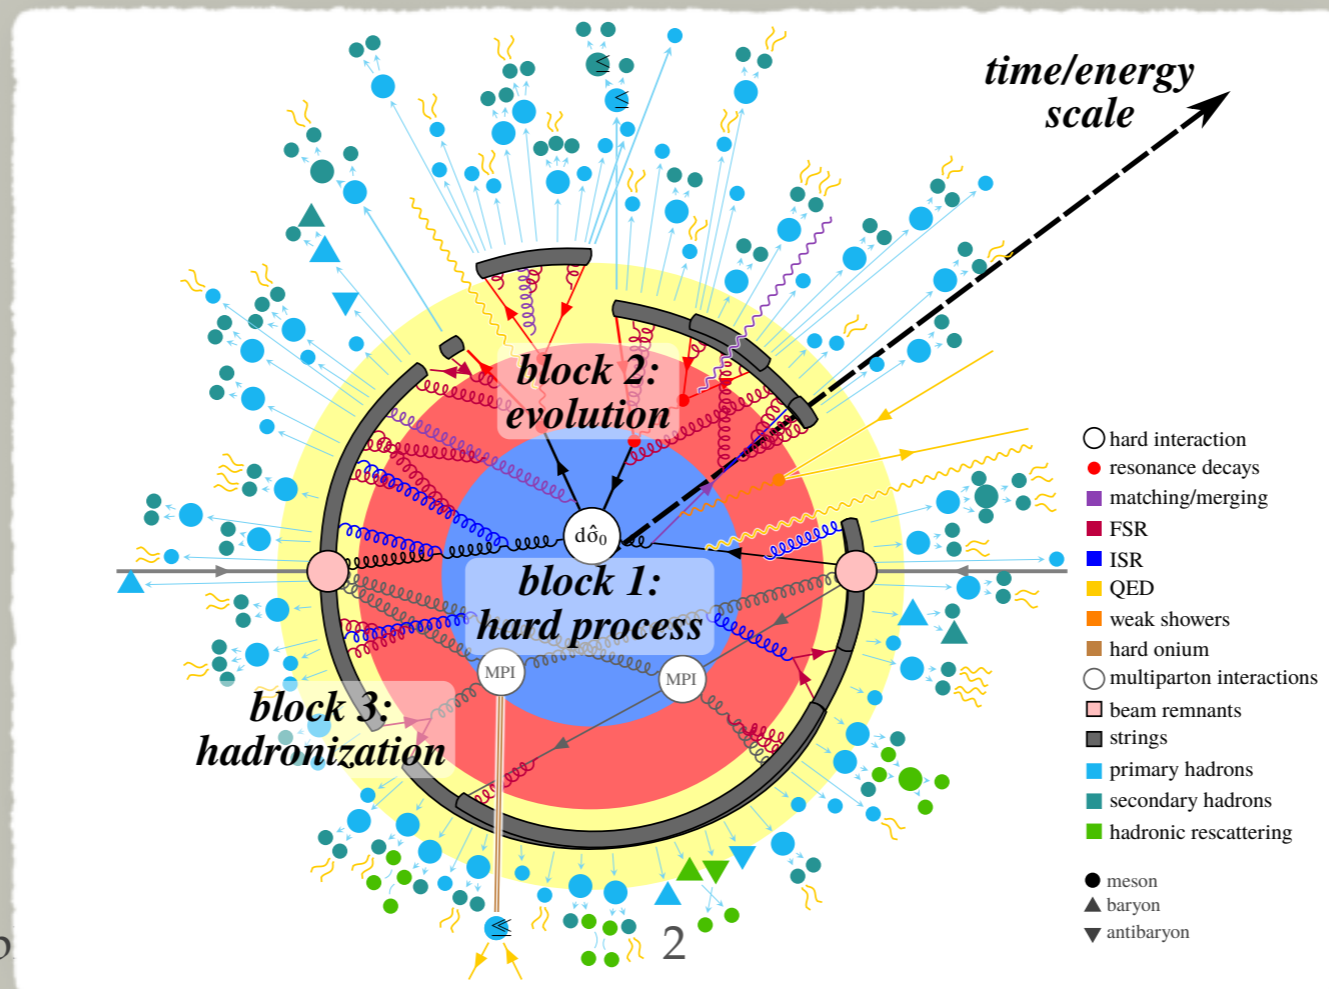 time/energy
scale
block 2:
evolution
dσ̂₀
block 1:
hard process
MPI
MPI
block 3:
hadronization
hard interaction
resonance decays
matching/merging
FSR
ISR
QED
weak showers
hard onium
multiparton interactions
beam remnants
strings
primary hadrons
secondary hadrons
hadronic rescattering
meson
baryon
antibaryon
2